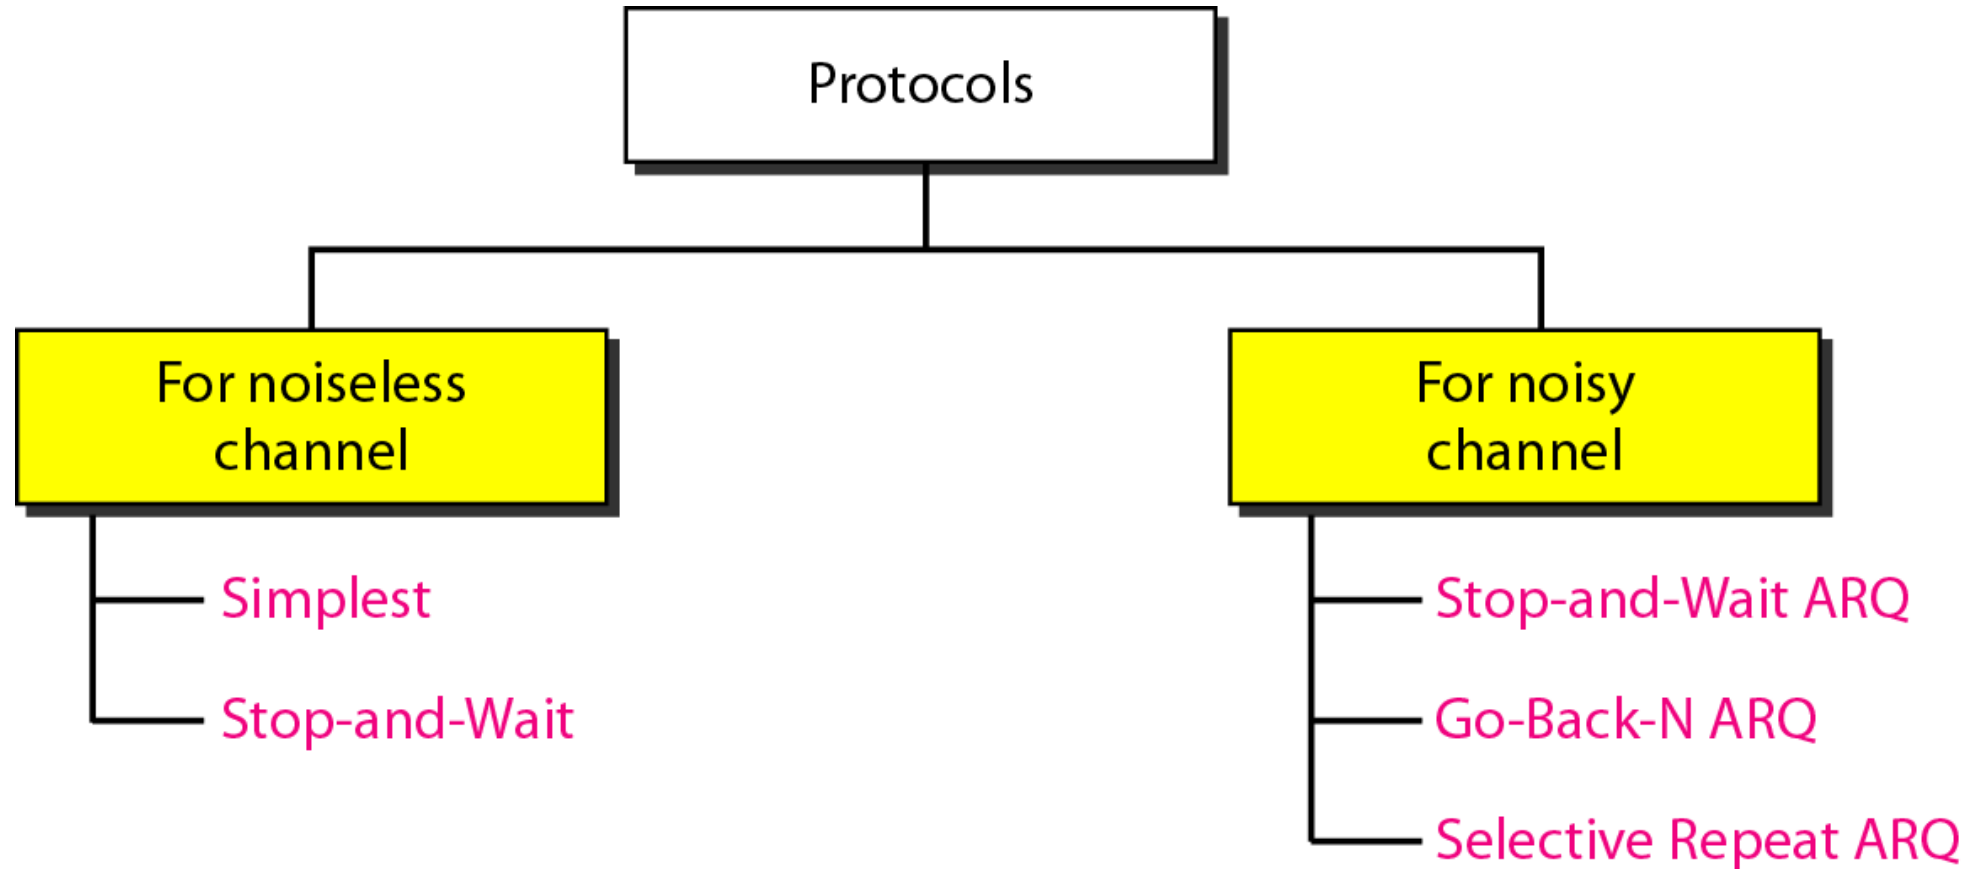 Protocols
For noiseless
channel
Simplest
Stop-and-Wait
For noisy
channel
Stop-and-Wait ARQ
Go-Back-N ARQ
Selective Repeat ARQ